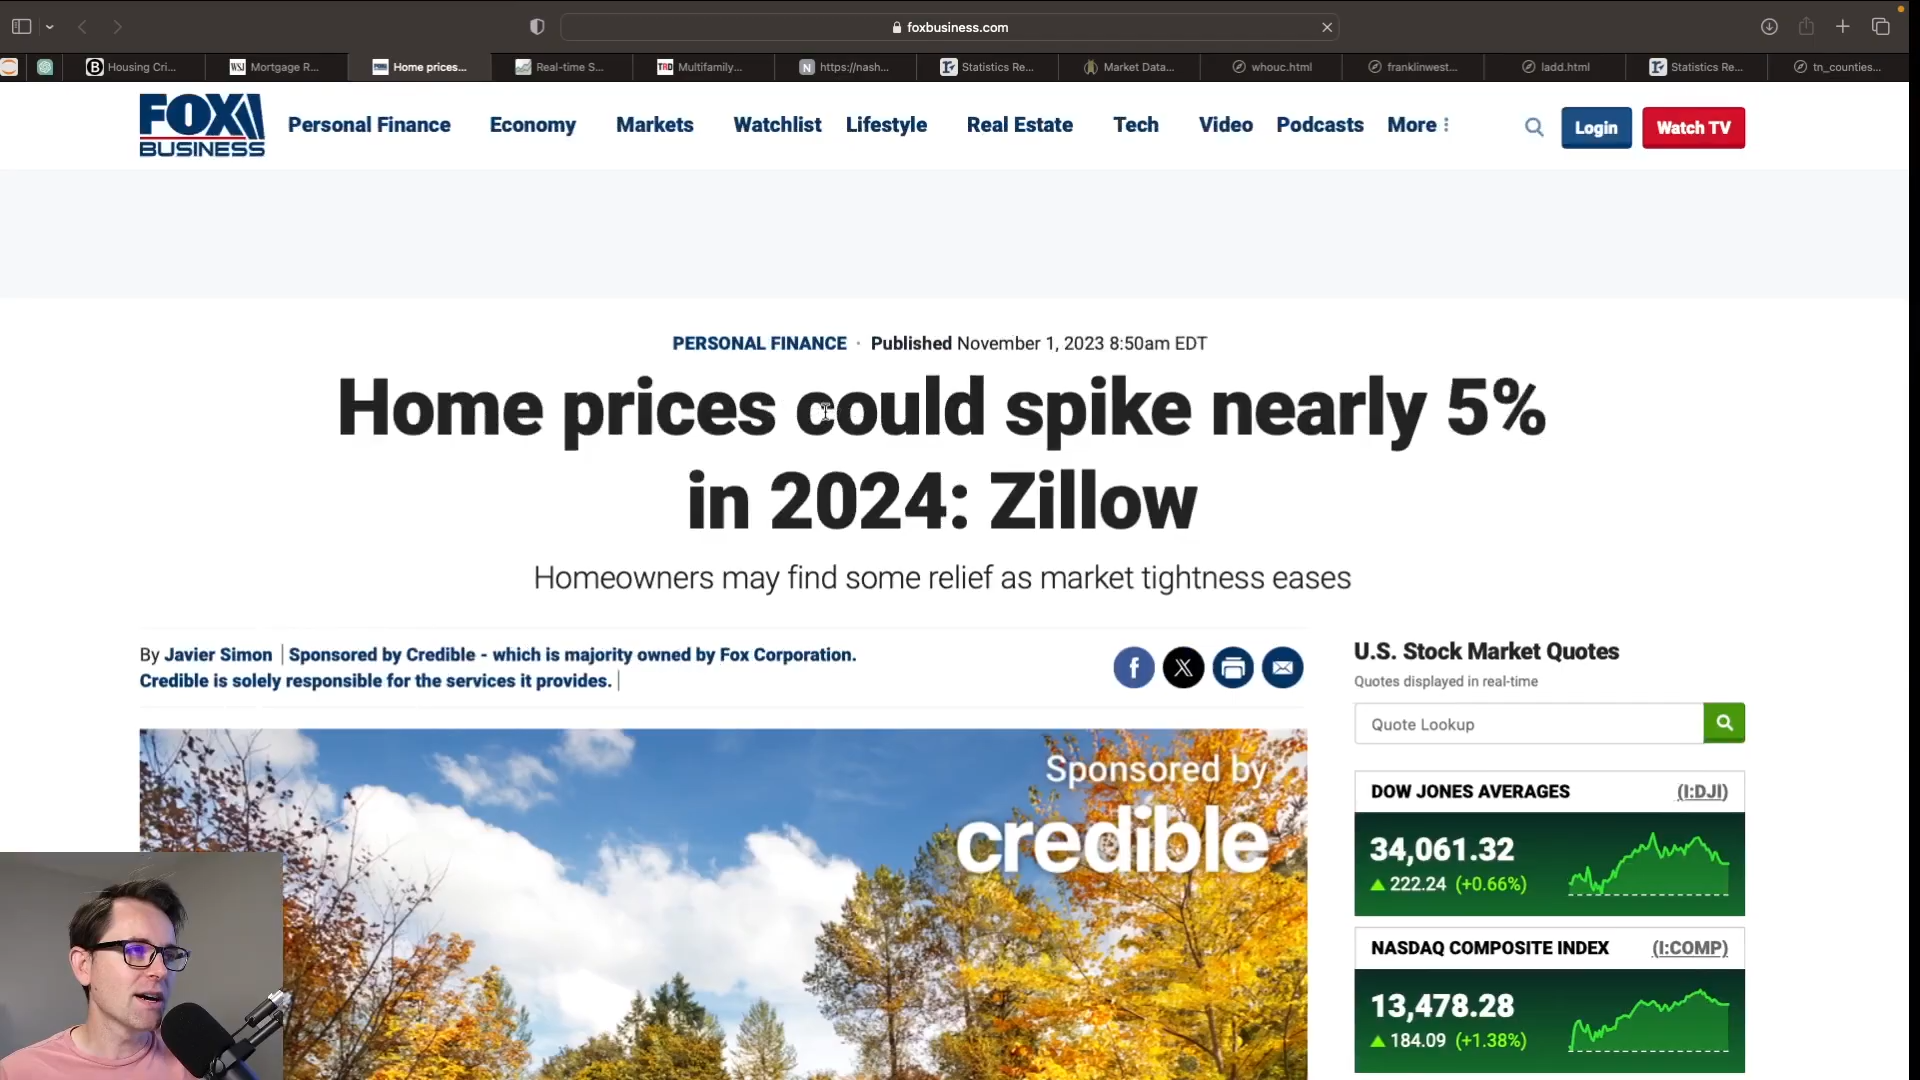 foxbusiness.com
Housing Cri...
WSJ Mortgage R...
Home prices...
Real-time S...
TRD Multifamily...
N https://nash...
Statistics Re...
Market Data...
whouc.html
franklinwest...
ladd.html
Statistics Re...
tn_counties...
FOX
BUSINESS
Personal Finance
Economy
Markets
Watchlist
Lifestyle
Real Estate
Tech
Video
Podcasts
More
Login
Watch TV
PERSONAL FINANCE · Published November 1, 2023 8:50am EDT
Home prices could spike nearly 5%
in 2024: Zillow
Homeowners may find some relief as market tightness eases
By Javier Simon | Sponsored by Credible - which is majority owned by Fox Corporation.
Credible is solely responsible for the services it provides. |
Sponsored by
credible
U.S. Stock Market Quotes
Quotes displayed in real-time
Quote Lookup
DOW JONES AVERAGES (I:DJI)
34,061.32
222.24 (+0.66%)
NASDAQ COMPOSITE INDEX (I:COMP)
13,478.28
184.09 (+1.38%)